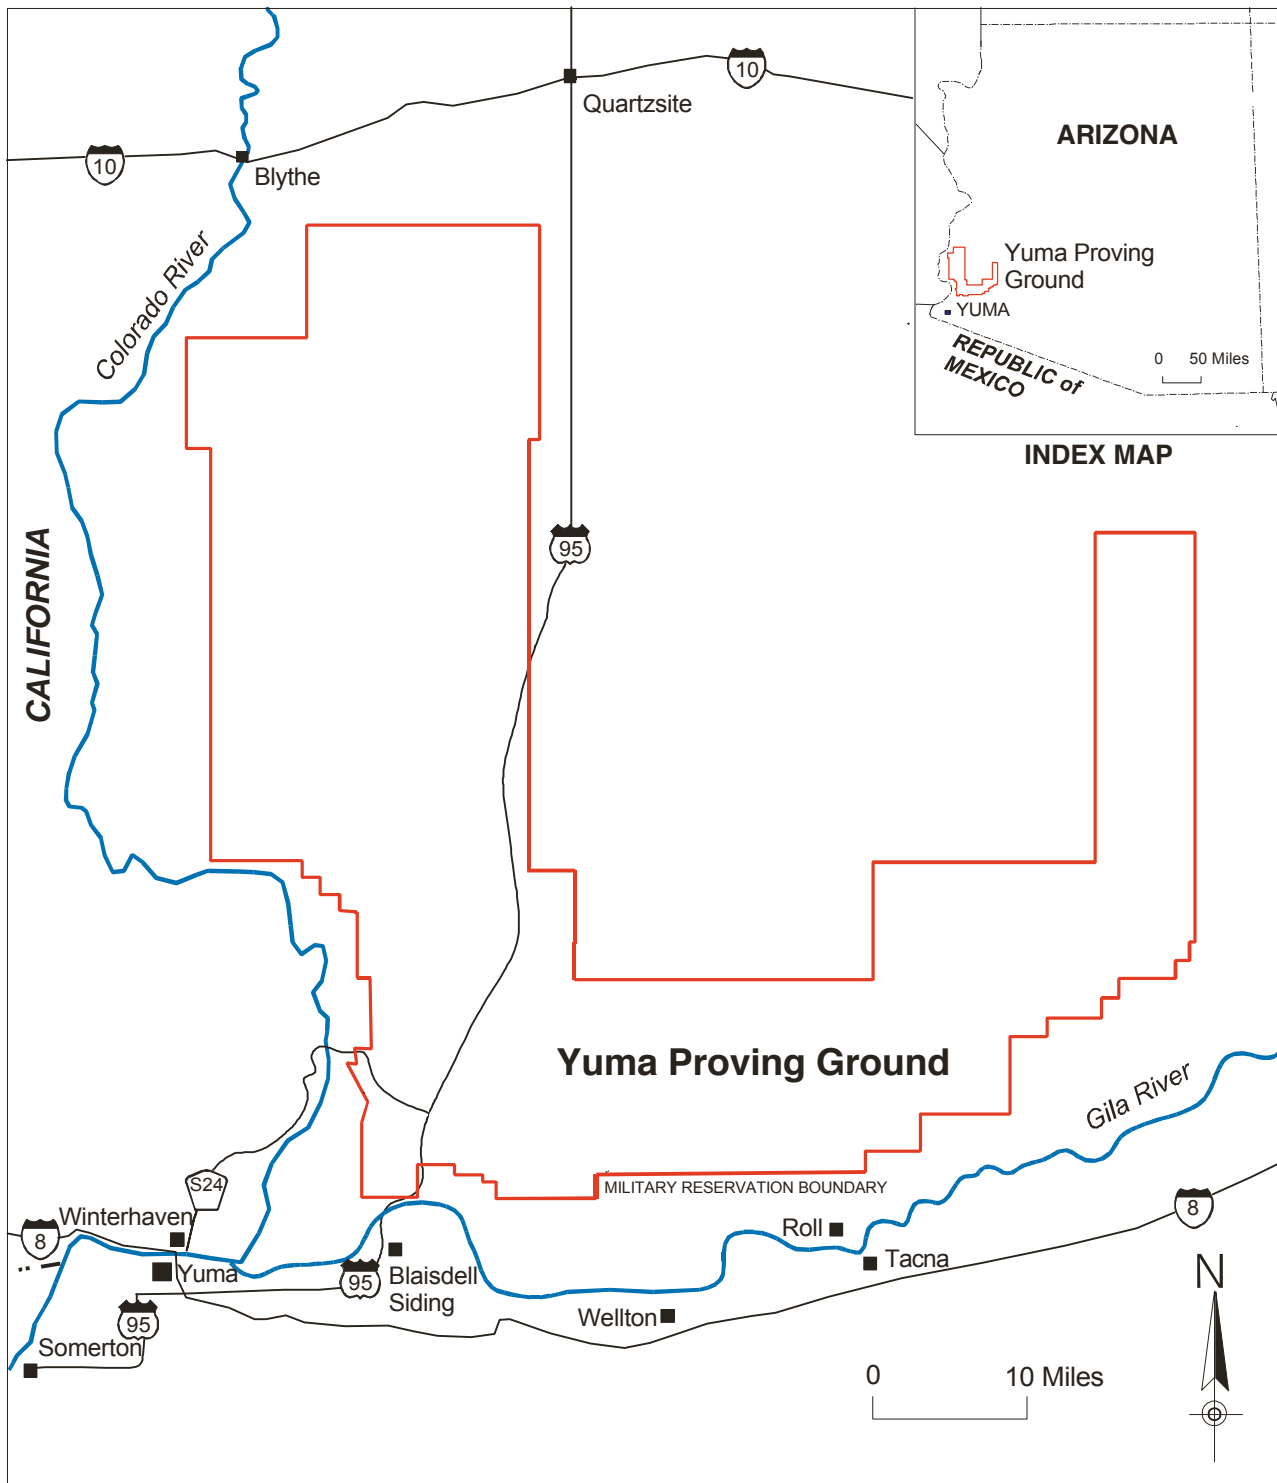 10
Quartzsite
10
Blythe
Colorado River
ARIZONA
Yuma Proving
Ground
YUMA
REPUBLIC of
MEXICO
0 50 Miles
INDEX MAP
CALIFORNIA
95
Yuma Proving Ground
Gila River
MILITARY RESERVATION BOUNDARY
S24
Winterhaven
8
8
Roll
Tacna
Yuma
95
Blaisdell
Siding
Wellton
95
Somerton
N
0 10 Miles